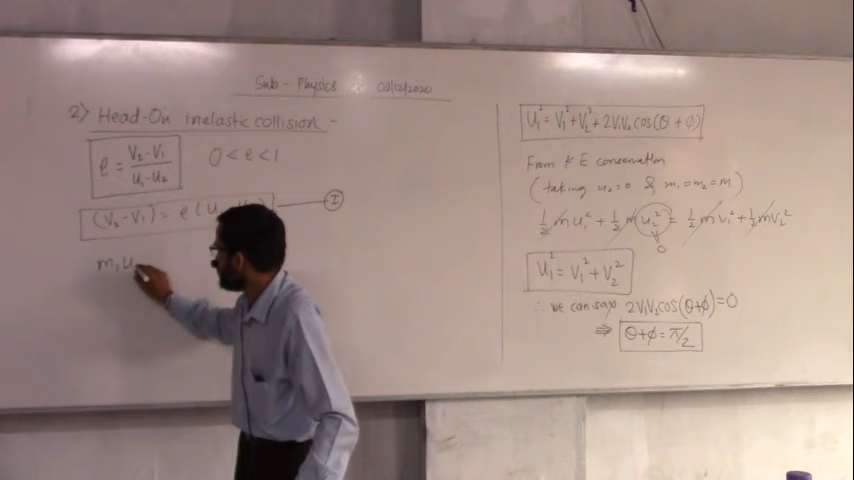 Sub - Physics 02/12/2020
2) Head-On inelastic collision -
e = V₂-V₁ / U₁-U₂ 0 < e < 1
(V₂-V₁) = e ( U I
m₁u
U₁² = V₁² + V₂² + 2V₁V₂ cos(θ + φ)
From K E conservation
( taking u₂ = 0 & m₁ = m₂ = m )
½ m u₁² + ½ m u₂² = ½ m v₁² + ½ m v₂²
0
U₁² = V₁² + V₂²
∴ we can say 2V₁V₂ cos(θ+φ) = 0
⇒ θ+φ = π/2